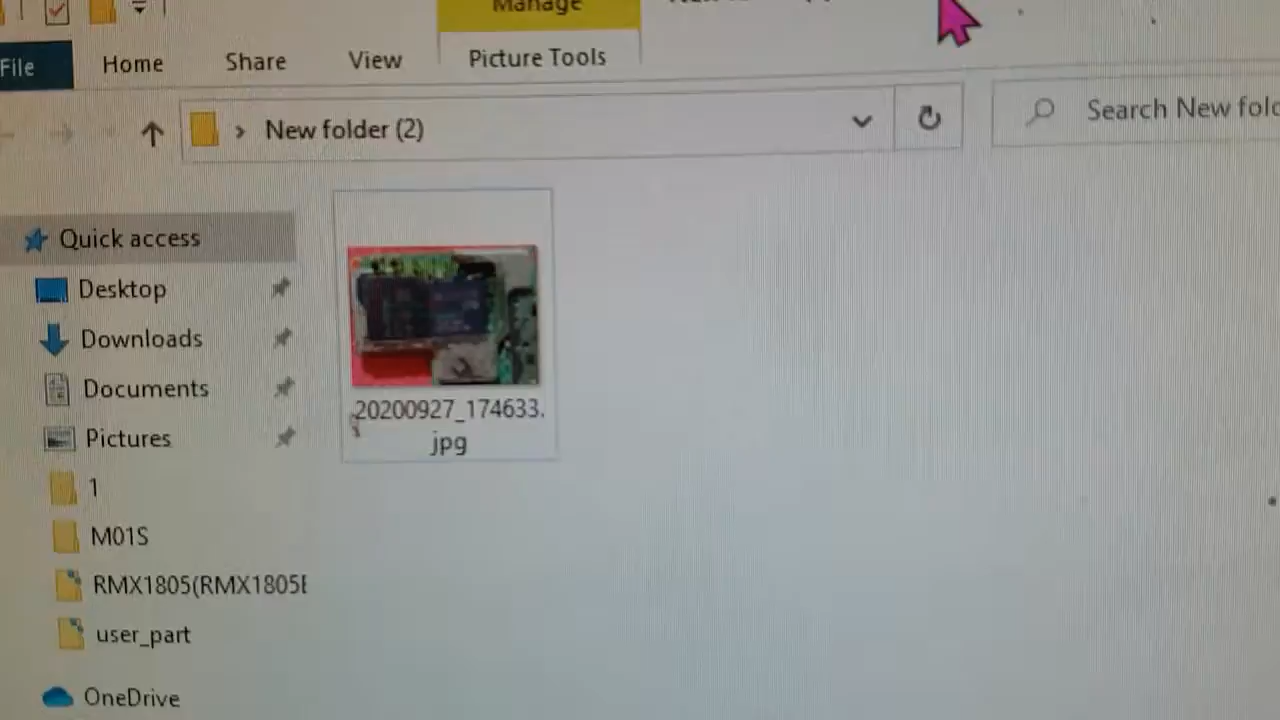 Manage
File
Home
Share
View
Picture Tools
New folder (2)
Search New
Quick access
Desktop
Downloads
Documents
Pictures
1
M01S
RMX1805(RMX1805
user_part
OneDrive
20200927_174633.
jpg